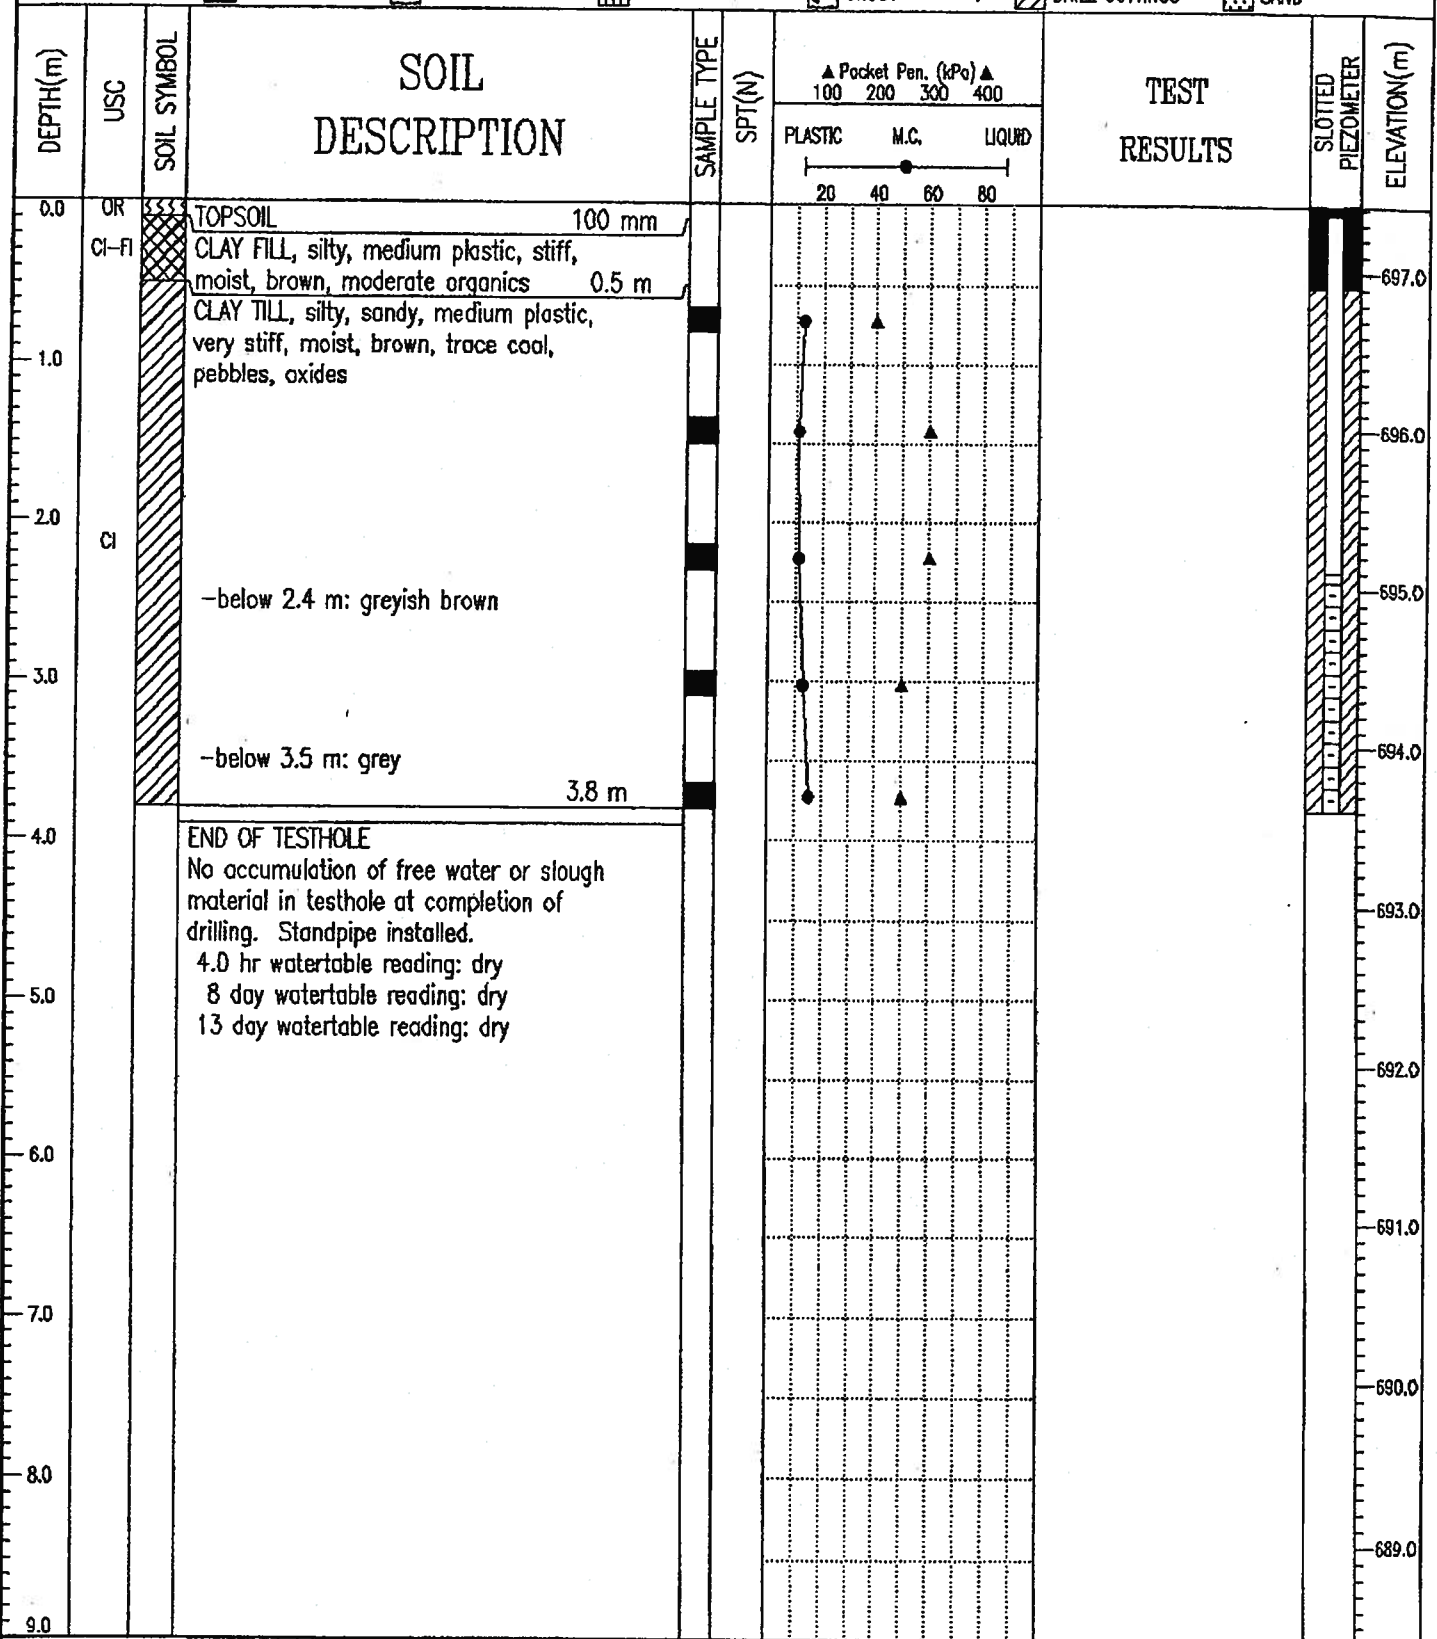 DEPTH(m)
USC
SOIL SYMBOL
SOIL
DESCRIPTION
SAMPLE TYPE
SPT(N)
▲ Pocket Pen. (kPa) ▲
100 200 300 400
PLASTIC M.C. LIQUID
20 40 60 80
TEST
RESULTS
SLOTTED
PIEZOMETER
ELEVATION(m)
0.0
OR
TOPSOIL 100 mm
CI-FI
CLAY FILL, silty, medium plastic, stiff,
moist, brown, moderate organics 0.5 m
697.0
CLAY TILL, silty, sandy, medium plastic,
very stiff, moist, brown, trace coal,
pebbles, oxides
1.0
696.0
2.0
CI
-below 2.4 m: greyish brown
695.0
3.0
-below 3.5 m: grey
694.0
3.8 m
4.0
END OF TESTHOLE
No accumulation of free water or slough
material in testhole at completion of
drilling. Standpipe installed.
4.0 hr watertable reading: dry
8 day watertable reading: dry
13 day watertable reading: dry
693.0
5.0
692.0
6.0
691.0
7.0
690.0
8.0
689.0
9.0